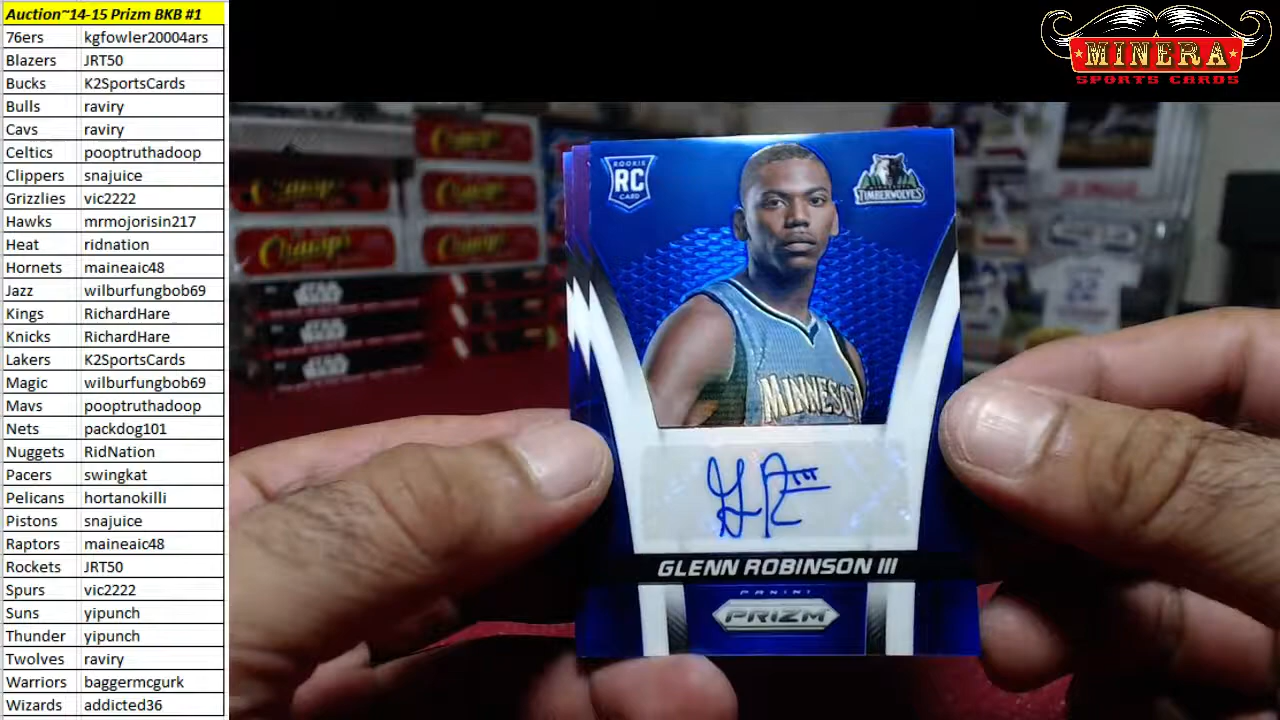 Auction~14-15 Prizm BKB #1
76ers kgfowler20004ars
Blazers JRT50
Bucks K2SportsCards
Bulls raviry
Cavs raviry
Celtics pooptruthadoop
Clippers snajuice
Grizzlies vic2222
Hawks mrmojorisin217
Heat ridnation
Hornets maineaic48
Jazz wilburfungbob69
Kings RichardHare
Knicks RichardHare
Lakers K2SportsCards
Magic wilburfungbob69
Mavs pooptruthadoop
Nets packdog101
Nuggets RidNation
Pacers swingkat
Pelicans hortanokilli
Pistons snajuice
Raptors maineaic48
Rockets JRT50
Spurs vic2222
Suns yipunch
Thunder yipunch
Twolves raviry
Warriors baggermcgurk
Wizards addicted36
MINERA
SPORTS CARDS
ROOKIE
RC
CARD
MINNESOTA
TIMBERWOLVES
MINNESO
GLENN ROBINSON III
PANINI
PRIZM
STAR
WARS